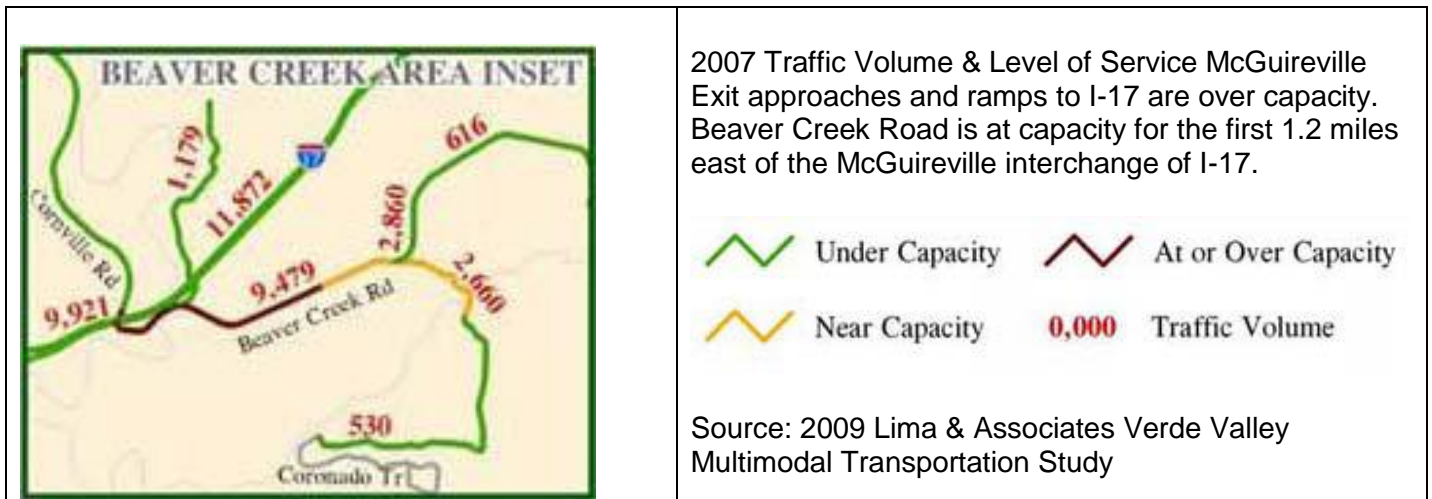 BEAVER CREEK AREA INSET
17
616
1,179
11,872
2,860
Cornville Rd
9,479
2,660
9,921
Beaver Creek Rd
530
Coronado Tr
2007 Traffic Volume & Level of Service McGuireville
Exit approaches and ramps to I-17 are over capacity.
Beaver Creek Road is at capacity for the first 1.2 miles
east of the McGuireville interchange of I-17.
Under Capacity
At or Over Capacity
Near Capacity
0,000 Traffic Volume
Source: 2009 Lima & Associates Verde Valley
Multimodal Transportation Study